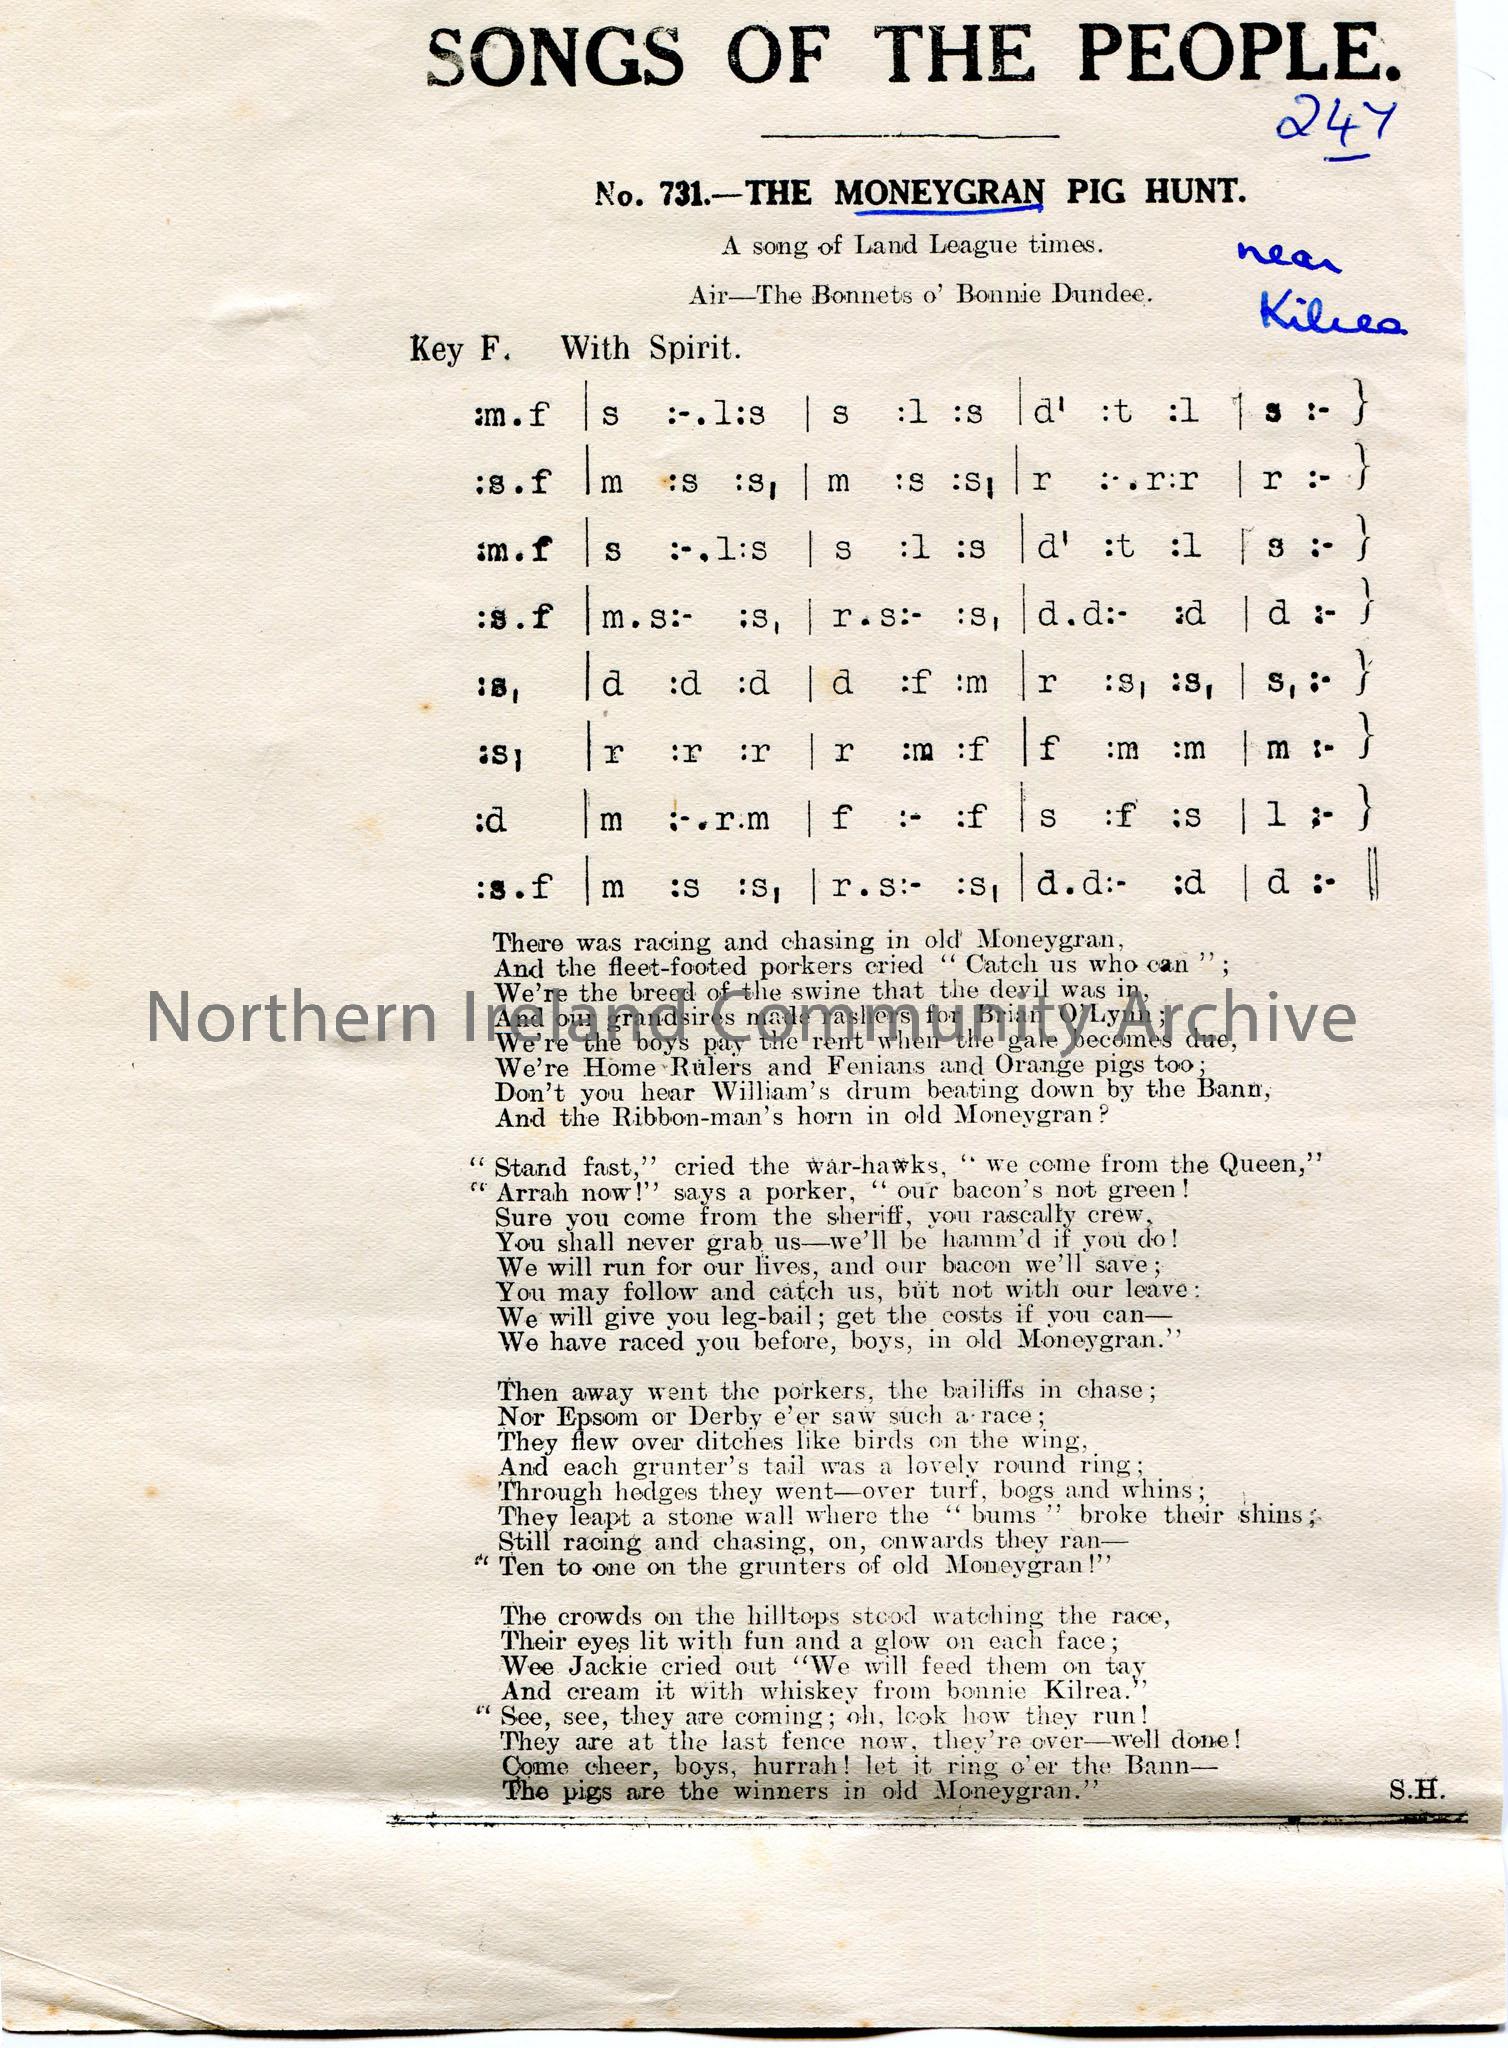 SONGS OF THE PEOPLE.
247
No. 731.—THE MONEYGRAN PIG HUNT.
A song of Land League times.
near
Air—The Bonnets o' Bonnie Dundee.
Kilrea
Key F. With Spirit.
:m.f |s :-.l:s | s :l :s |d' :t :l | s :- }
:s.f |m :s :s, | m :s :s, |r :-.r:r | r :- }
:m.f |s :-.l:s | s :l :s |d' :t :l | s :- }
:s.f |m.s:- :s, | r.s:- :s, |d.d:- :d | d :- }
:s, |d :d :d | d :f :m |r :s, :s, | s, :- }
:s, |r :r :r | r :m :f |f :m :m | m :- }
:d |m :-.r:m | f :- :f |s :f :s | l :- }
:s.f |m :s :s, | r.s:- :s, |d.d:- :d | d :- ||
There was racing and chasing in old Moneygran,
And the fleet-footed porkers cried " Catch us who can ";
We're the breed of the swine that the devil was in,
Northern Ireland Community Archive
And our grandsires made rashers for Brian O'Lynn;
We're the boys pay the rent when the gale becomes due,
We're Home Rulers and Fenians and Orange pigs too;
Don't you hear William's drum beating down by the Bann,
And the Ribbon-man's horn in old Moneygran?
" Stand fast," cried the war-hawks, " we come from the Queen,"
" Arrah now!" says a porker, " our bacon's not green!
Sure you come from the sheriff, you rascally crew,
You shall never grab us—we'll be hamm'd if you do!
We will run for our lives, and our bacon we'll save;
You may follow and catch us, but not with our leave:
We will give you leg-bail; get the costs if you can—
We have raced you before, boys, in old Moneygran."
Then away went the porkers, the bailiffs in chase;
Nor Epsom or Derby e'er saw such a race;
They flew over ditches like birds on the wing,
And each grunter's tail was a lovely round ring;
Through hedges they went—over turf, bogs and whins;
They leapt a stone wall where the " bums " broke their shins;
Still racing and chasing, on, onwards they ran—
" Ten to one on the grunters of old Moneygran!"
The crowds on the hilltops stood watching the race,
Their eyes lit with fun and a glow on each face;
Wee Jackie cried out "We will feed them on tay
And cream it with whiskey from bonnie Kilrea."
" See, see, they are coming; oh, look how they run!
They are at the last fence now, they're over—well done!
Come cheer, boys, hurrah! let it ring o'er the Bann—
The pigs are the winners in old Moneygran."
S.H.